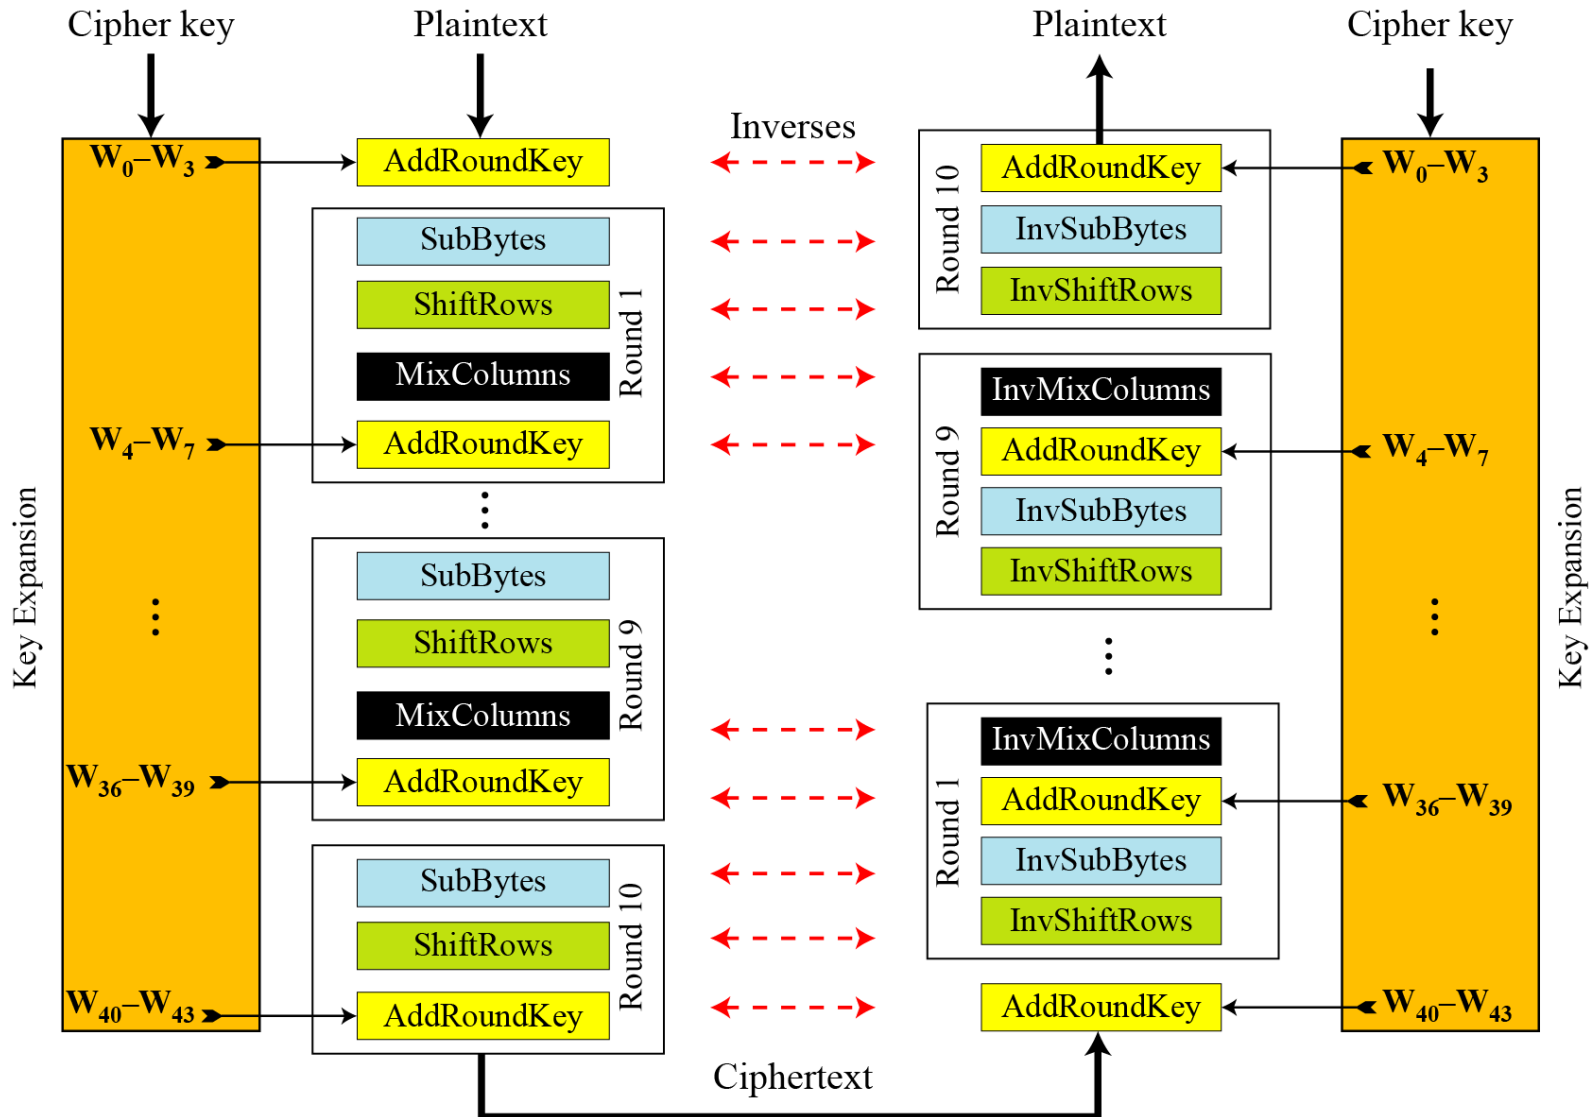 Cipher key
Plaintext
Plaintext
Cipher key
Inverses
W0–W3
AddRoundKey
SubBytes
ShiftRows
MixColumns
AddRoundKey
Round 1
W4–W7
⋮
SubBytes
ShiftRows
MixColumns
AddRoundKey
Round 9
⋮
W36–W39
SubBytes
ShiftRows
AddRoundKey
Round 10
W40–W43
Key Expansion
Ciphertext
AddRoundKey
InvSubBytes
InvShiftRows
Round 10
W0–W3
InvMixColumns
AddRoundKey
InvSubBytes
InvShiftRows
Round 9
W4–W7
⋮
⋮
InvMixColumns
AddRoundKey
InvSubBytes
InvShiftRows
Round 1
W36–W39
AddRoundKey
W40–W43
Key Expansion